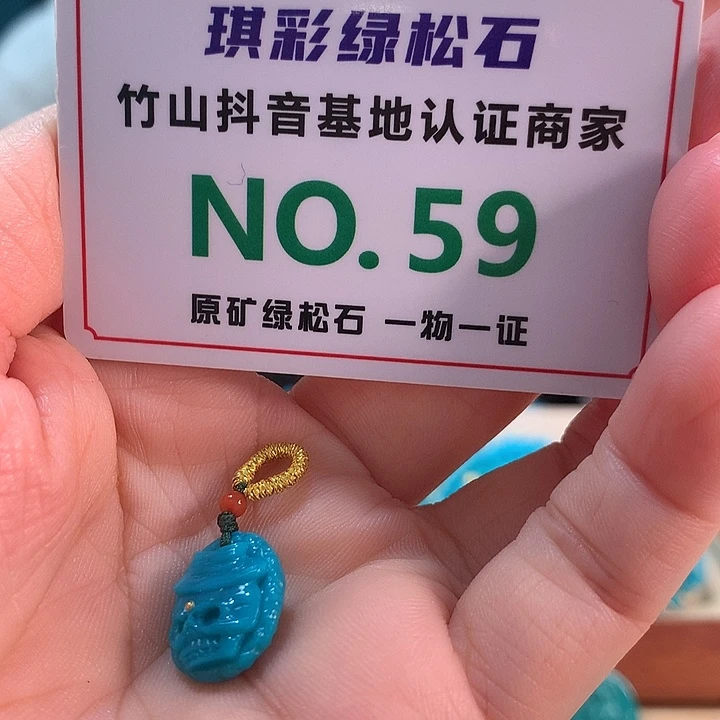 琪彩绿松石
竹山抖音基地认证商家
NO. 59
原矿绿松石 一物一证